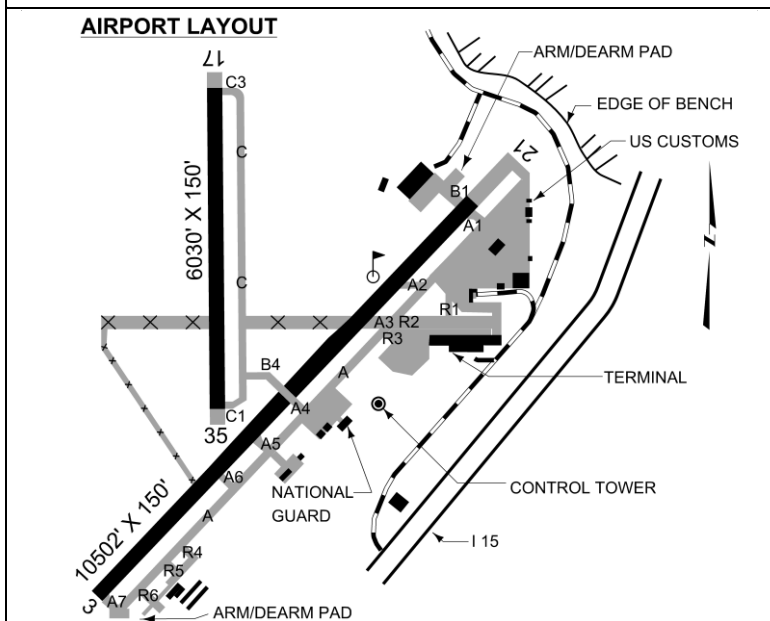 AIRPORT LAYOUT
17
C3
ARM/DEARM PAD
EDGE OF BENCH
US CUSTOMS
C
21
B1
A1
6030' X 150'
N
C
A2
R1
A3 R2
R3
B4
A
TERMINAL
C1
A4
35
A5
A6
NATIONAL
GUARD
CONTROL TOWER
A
10502' X 150'
I 15
R4
R5
3
A7
R6
ARM/DEARM PAD